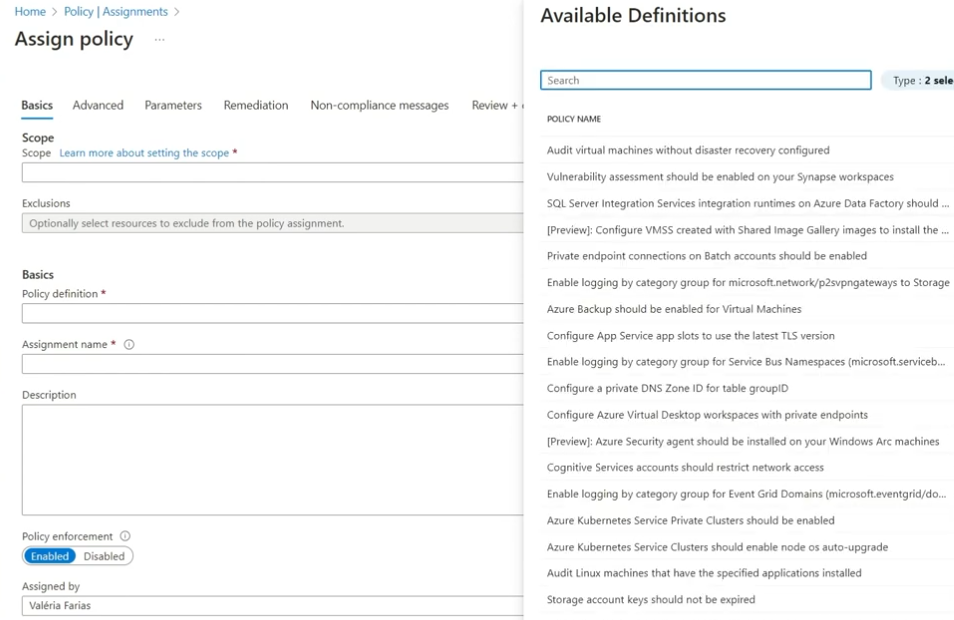 Home > Policy | Assignments >
Assign policy ...
Basics Advanced Parameters Remediation Non-compliance messages Review +
Scope
Scope Learn more about setting the scope *
Exclusions
Optionally select resources to exclude from the policy assignment.
Basics
Policy definition *
Assignment name *
Description
Policy enforcement
Enabled Disabled
Assigned by
Valéria Farias
Available Definitions
Search
Type : 2 sele
POLICY NAME
Audit virtual machines without disaster recovery configured
Vulnerability assessment should be enabled on your Synapse workspaces
SQL Server Integration Services integration runtimes on Azure Data Factory should ...
[Preview]: Configure VMSS created with Shared Image Gallery images to install the ...
Private endpoint connections on Batch accounts should be enabled
Enable logging by category group for microsoft.network/p2svpngateways to Storage
Azure Backup should be enabled for Virtual Machines
Configure App Service app slots to use the latest TLS version
Enable logging by category group for Service Bus Namespaces (microsoft.serviceb...
Configure a private DNS Zone ID for table groupID
Configure Azure Virtual Desktop workspaces with private endpoints
[Preview]: Azure Security agent should be installed on your Windows Arc machines
Cognitive Services accounts should restrict network access
Enable logging by category group for Event Grid Domains (microsoft.eventgrid/do...
Azure Kubernetes Service Private Clusters should be enabled
Azure Kubernetes Service Clusters should enable node os auto-upgrade
Audit Linux machines that have the specified applications installed
Storage account keys should not be expired